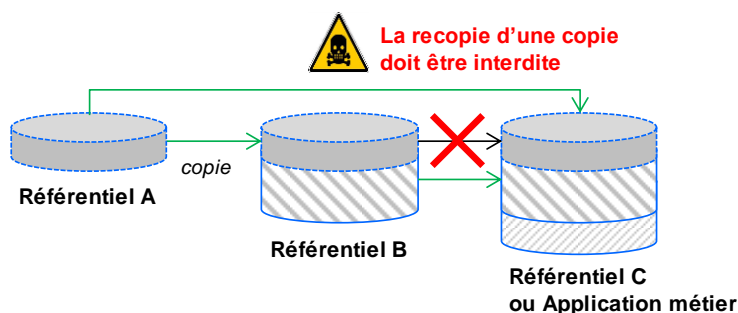 La recopie d’une copie
doit être interdite
copie
Référentiel A
Référentiel B
Référentiel C
ou Application métier